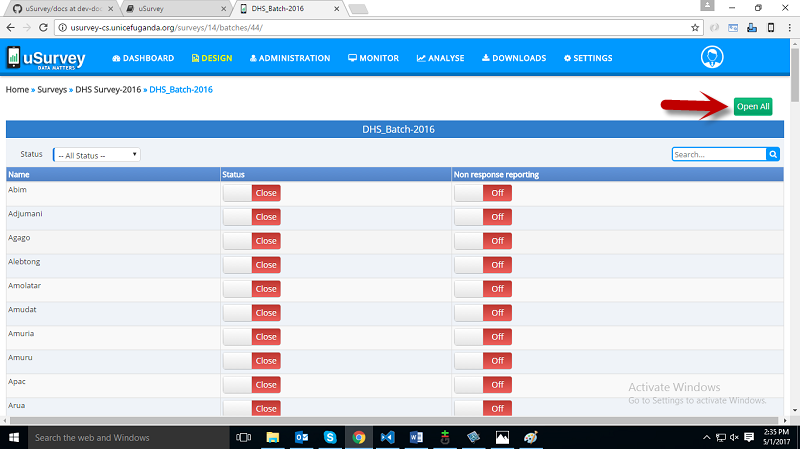 uSurvey/docs at dev-doc
uSurvey
DHS_Batch-2016
usurvey-cs.unicefuganda.org/surveys/14/batches/44/
uSurvey
DATA MATTERS
DASHBOARD
DESIGN
ADMINISTRATION
MONITOR
ANALYSE
DOWNLOADS
SETTINGS
Home » Surveys » DHS Survey-2016 » DHS_Batch-2016
Open All
DHS_Batch-2016
Status
-- All Status --
Search...
Name Status Non response reporting
Abim Close Off
Adjumani Close Off
Agago Close Off
Alebtong Close Off
Amolatar Close Off
Amudat Close Off
Amuria Close Off
Amuru Close Off
Apac Close Off
Arua Close Off
Activate Windows
Go to Settings to activate Windows.
Search the web and Windows
2:35 PM
5/1/2017